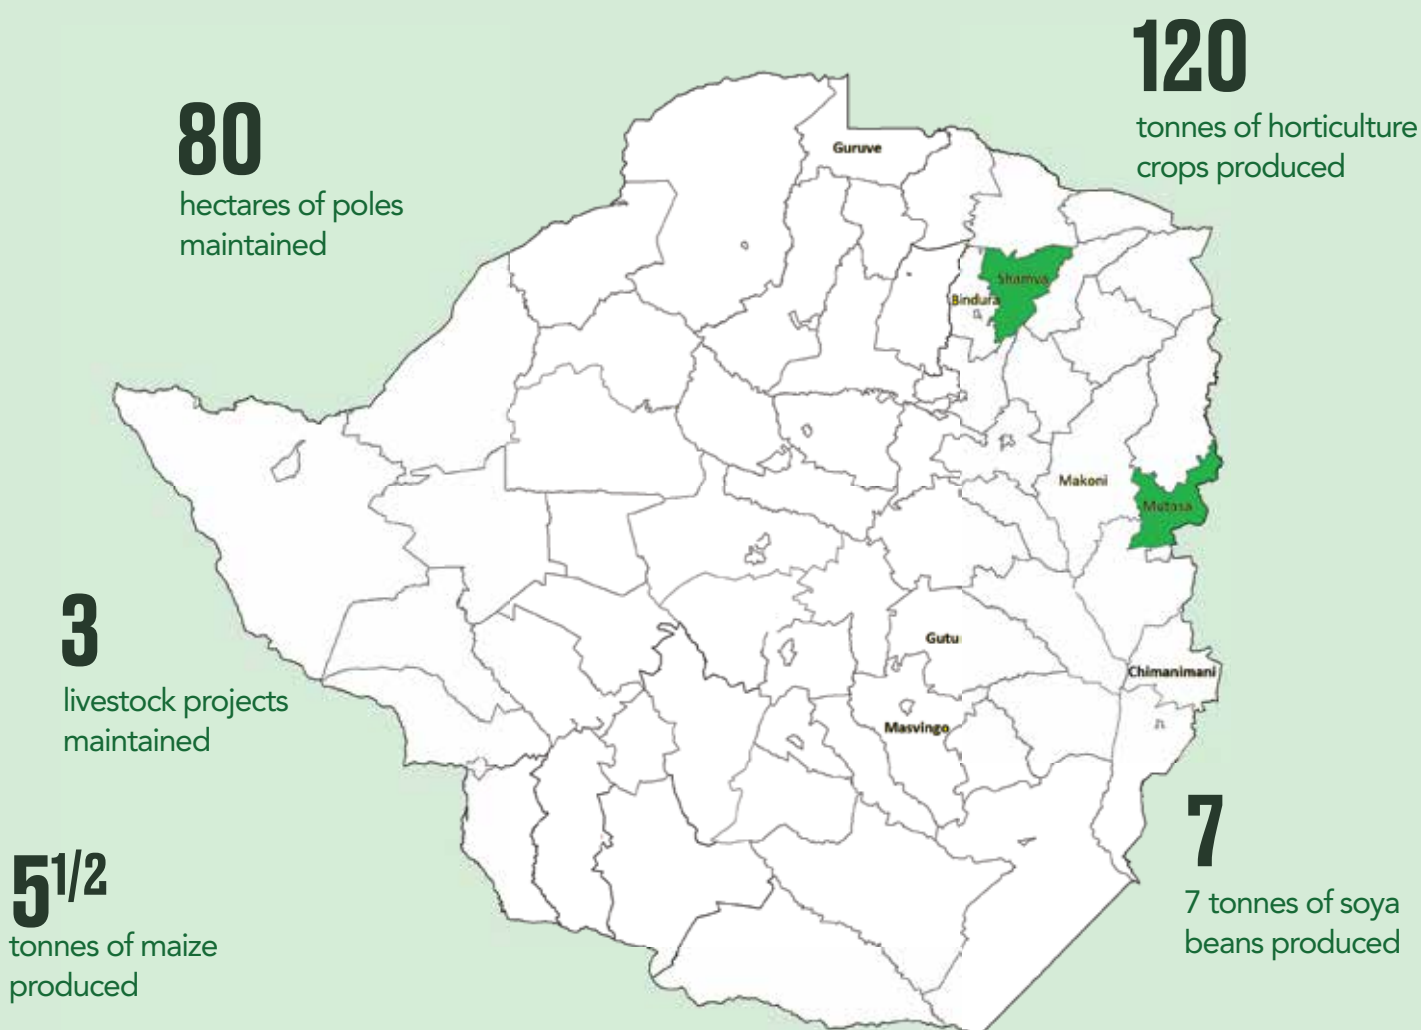 120
tonnes of horticulture
crops produced
80
hectares of poles
maintained
Guruve
Shamva
Bindura
Makoni
Mutasa
3
livestock projects
maintained
Gutu
Chimanimani
Masvingo
7
7 tonnes of soya
beans produced
5 1/2
tonnes of maize
produced